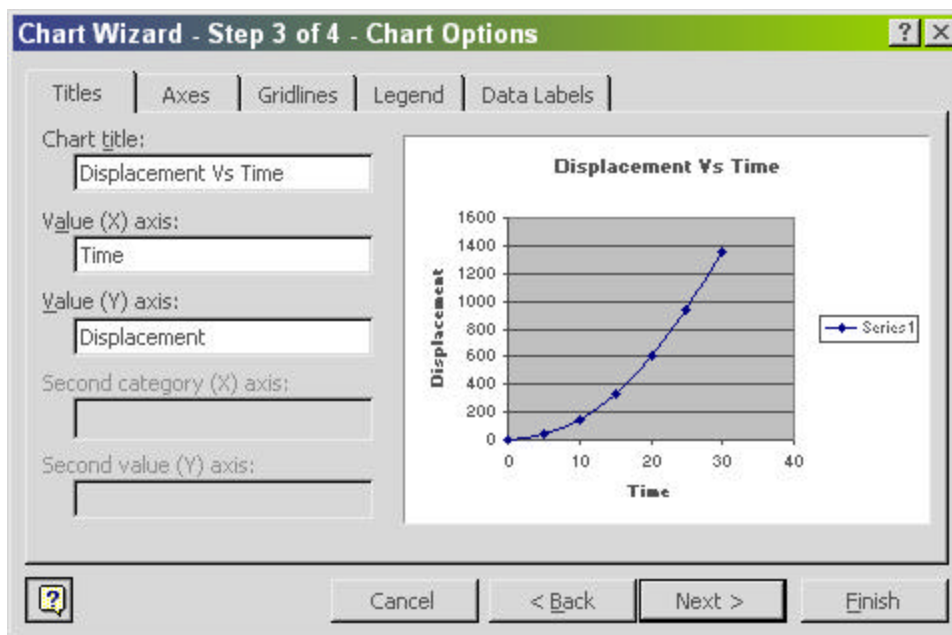 Chart Wizard - Step 3 of 4 - Chart Options
? X
Titles Axes Gridlines Legend Data Labels
Chart title:
Displacement Vs Time
Value (X) axis:
Time
Value (Y) axis:
Displacement
Second category (X) axis:
Second value (Y) axis:
Displacement Vs Time
Displacement
1600
1400
1200
1000
800
600
400
200
0
0 10 20 30 40
Time
Series1
? Cancel < Back Next > Finish